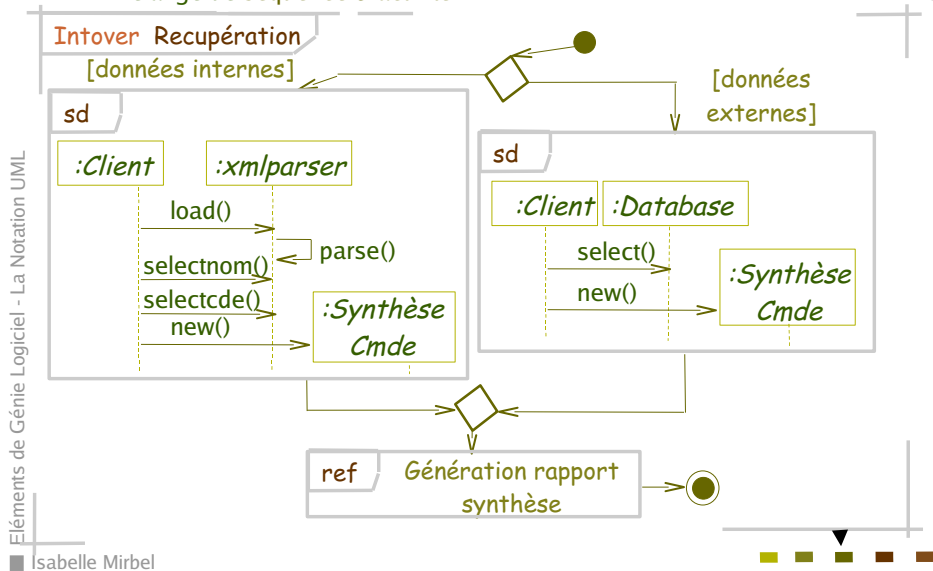 Intover Recupération
[données internes]
[données
externes]
sd
:Client :xmlparser
load()
parse()
selectnom()
selectcde()
new()
:Synthèse
Cmde
sd
:Client :Database
select()
new()
:Synthèse
Cmde
ref
Génération rapport
synthèse
Eléments de Génie Logiciel - La Notation UML
Isabelle Mirbel